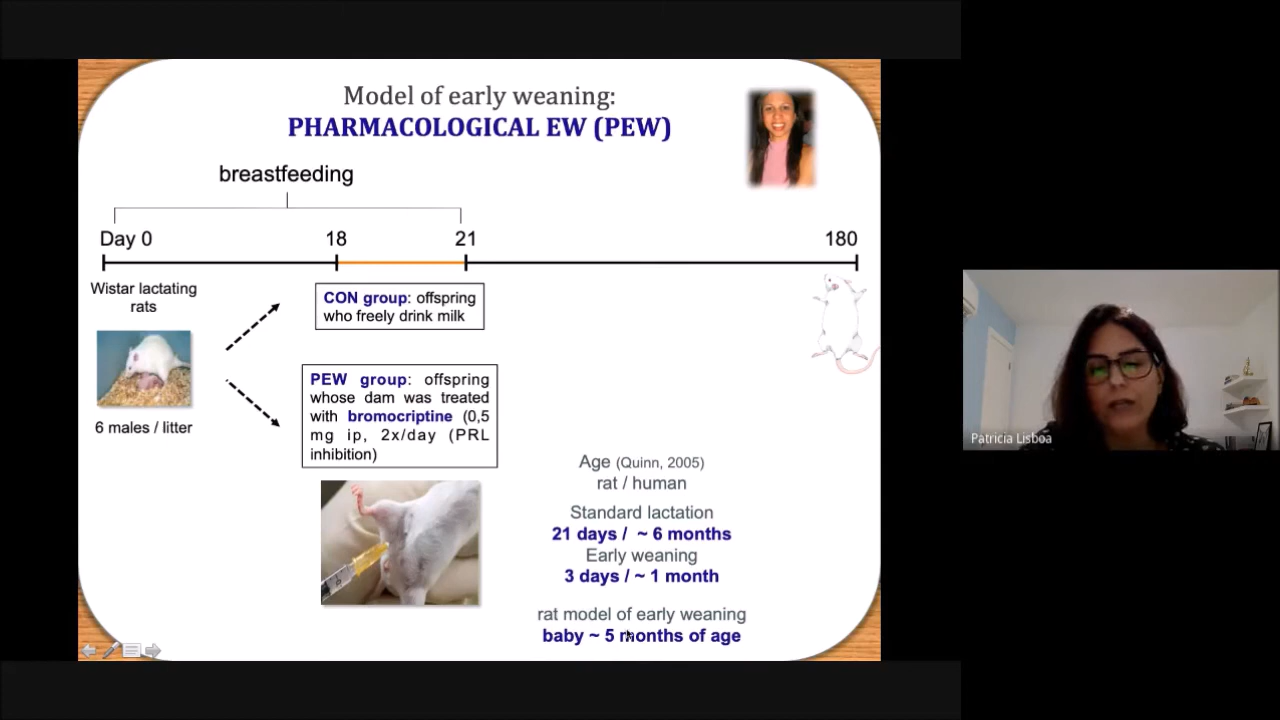 Model of early weaning:
PHARMACOLOGICAL EW (PEW)
breastfeeding
Day 0
18
21
180
Wistar lactating
rats
6 males / litter
CON group: offspring
who freely drink milk
PEW group: offspring
whose dam was treated
with bromocriptine (0,5
mg ip, 2x/day (PRL
inhibition)
Age (Quinn, 2005)
rat / human
Standard lactation
21 days / ~ 6 months
Early weaning
3 days / ~ 1 month
rat model of early weaning
baby ~ 5 months of age
Patricia Lisboa